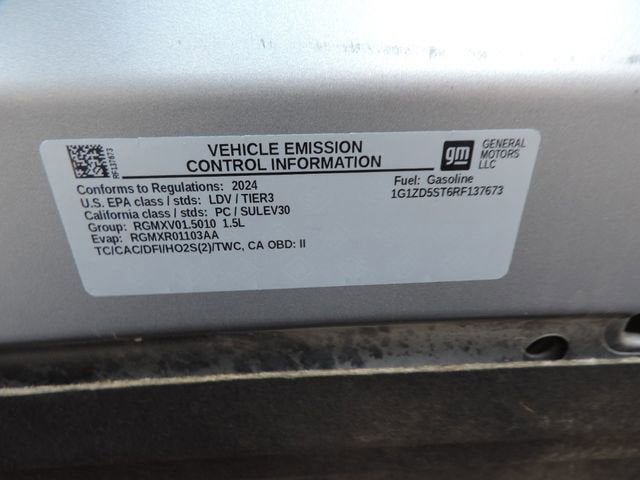 RF137673
VEHICLE EMISSION
CONTROL INFORMATION
gm
GENERAL
MOTORS
LLC
Conforms to Regulations: 2024
U.S. EPA class / stds: LDV / TIER3
California class / stds: PC / SULEV30
Group: RGMXV01.5010 1.5L
Evap: RGMXR01103AA
TC/CAC/DFI/HO2S(2)/TWC, CA OBD: II
Fuel: Gasoline
1G1ZD5ST6RF137673